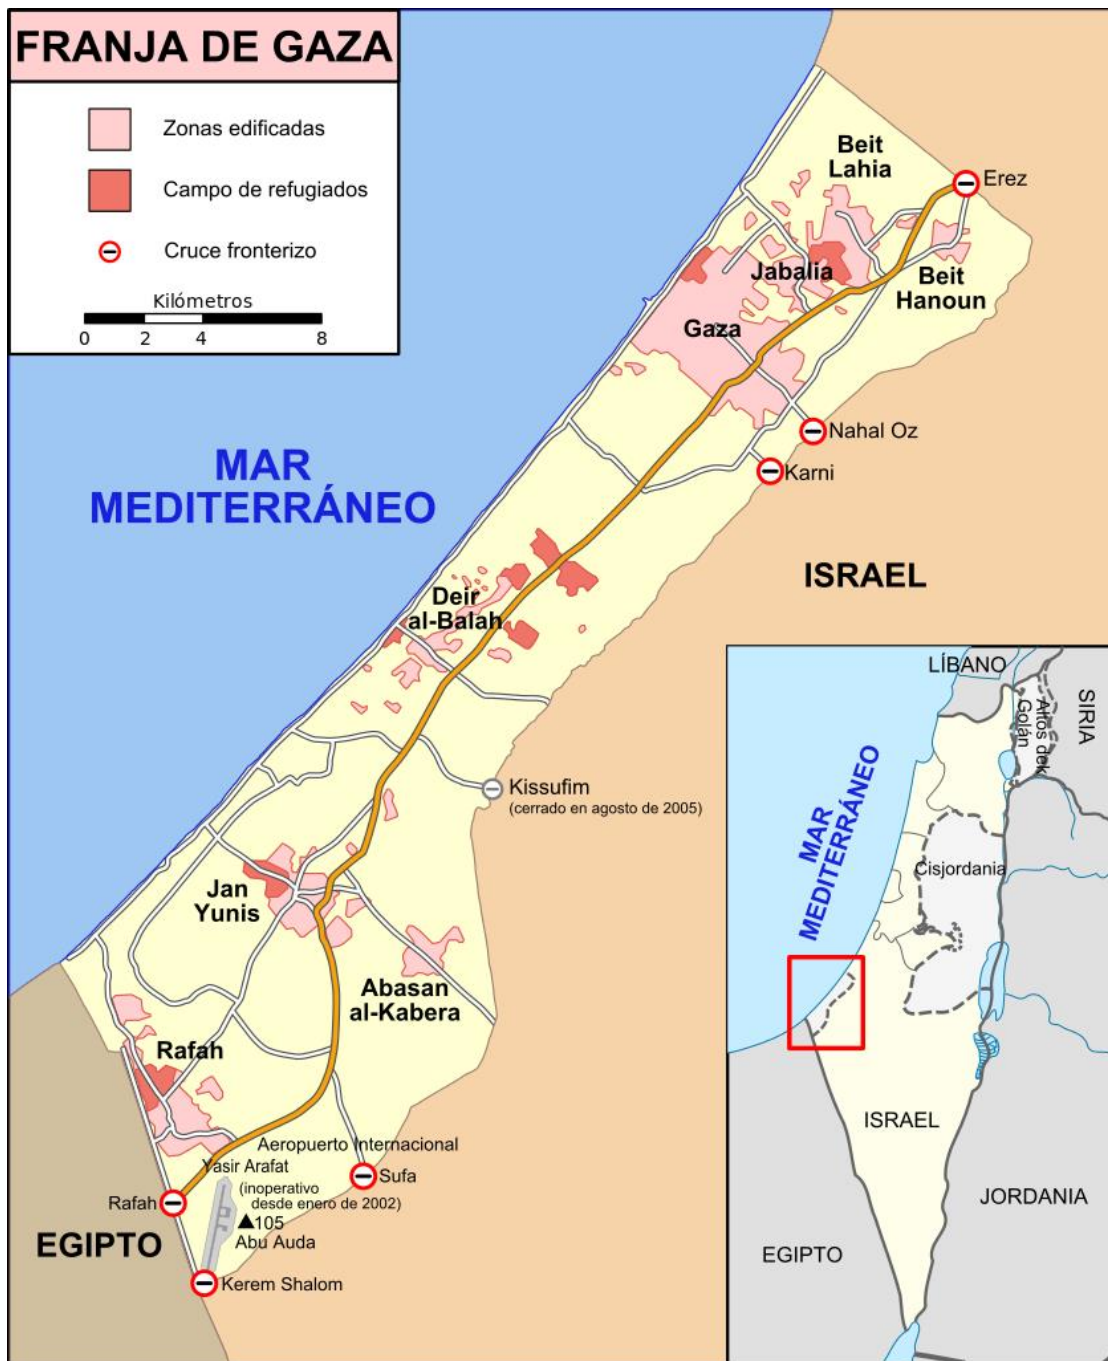 FRANJA DE GAZA
Zonas edificadas
Campo de refugiados
Cruce fronterizo
Kilómetros
0 2 4 8
Beit
Lahia
Erez
Jabalia
Beit
Hanoun
Gaza
Nahal Oz
Karni
MAR
MEDITERRÁNEO
ISRAEL
Deir
al-Balah
Kissufim
(cerrado en agosto de 2005)
Jan
Yunis
Abasan
al-Kabera
Rafah
Aeropuerto Internacional
Yasir Arafat
(inoperativo
desde enero de 2002)
Sufa
Rafah
105
Abu Auda
EGIPTO
Kerem Shalom
LÍBANO
SIRIA
Altos dek
Golán
MAR
MEDITERRÁNEO
Cisjordania
ISRAEL
JORDANIA
EGIPTO